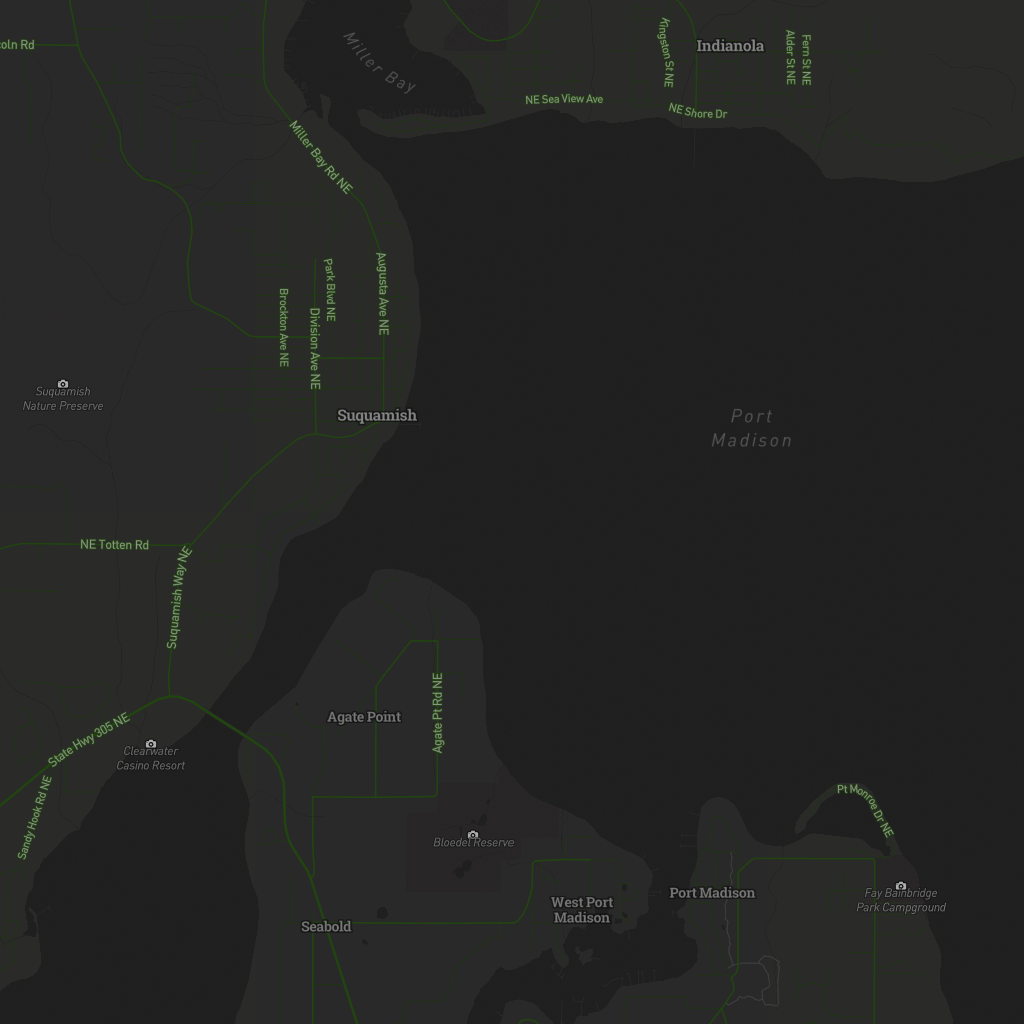 oln Rd
Miller Bay
Kingston St NE
Indianola
Alder St NE
Fern St NE
NE Sea View Ave
NE Shore Dr
Miller Bay Rd NE
Augusta Ave NE
Park Blvd NE
Brockton Ave NE
Division Ave NE
Suquamish
Nature Preserve
Suquamish
Port
Madison
NE Totten Rd
Suquamish Way NE
Agate Point
Agate Pt Rd NE
State Hwy 305 NE
Clearwater
Casino Resort
Sandy Hook Rd NE
Pt Monroe Dr NE
Bloedel Reserve
West Port
Madison
Port Madison
Fay Bainbridge
Park Campground
Seabold